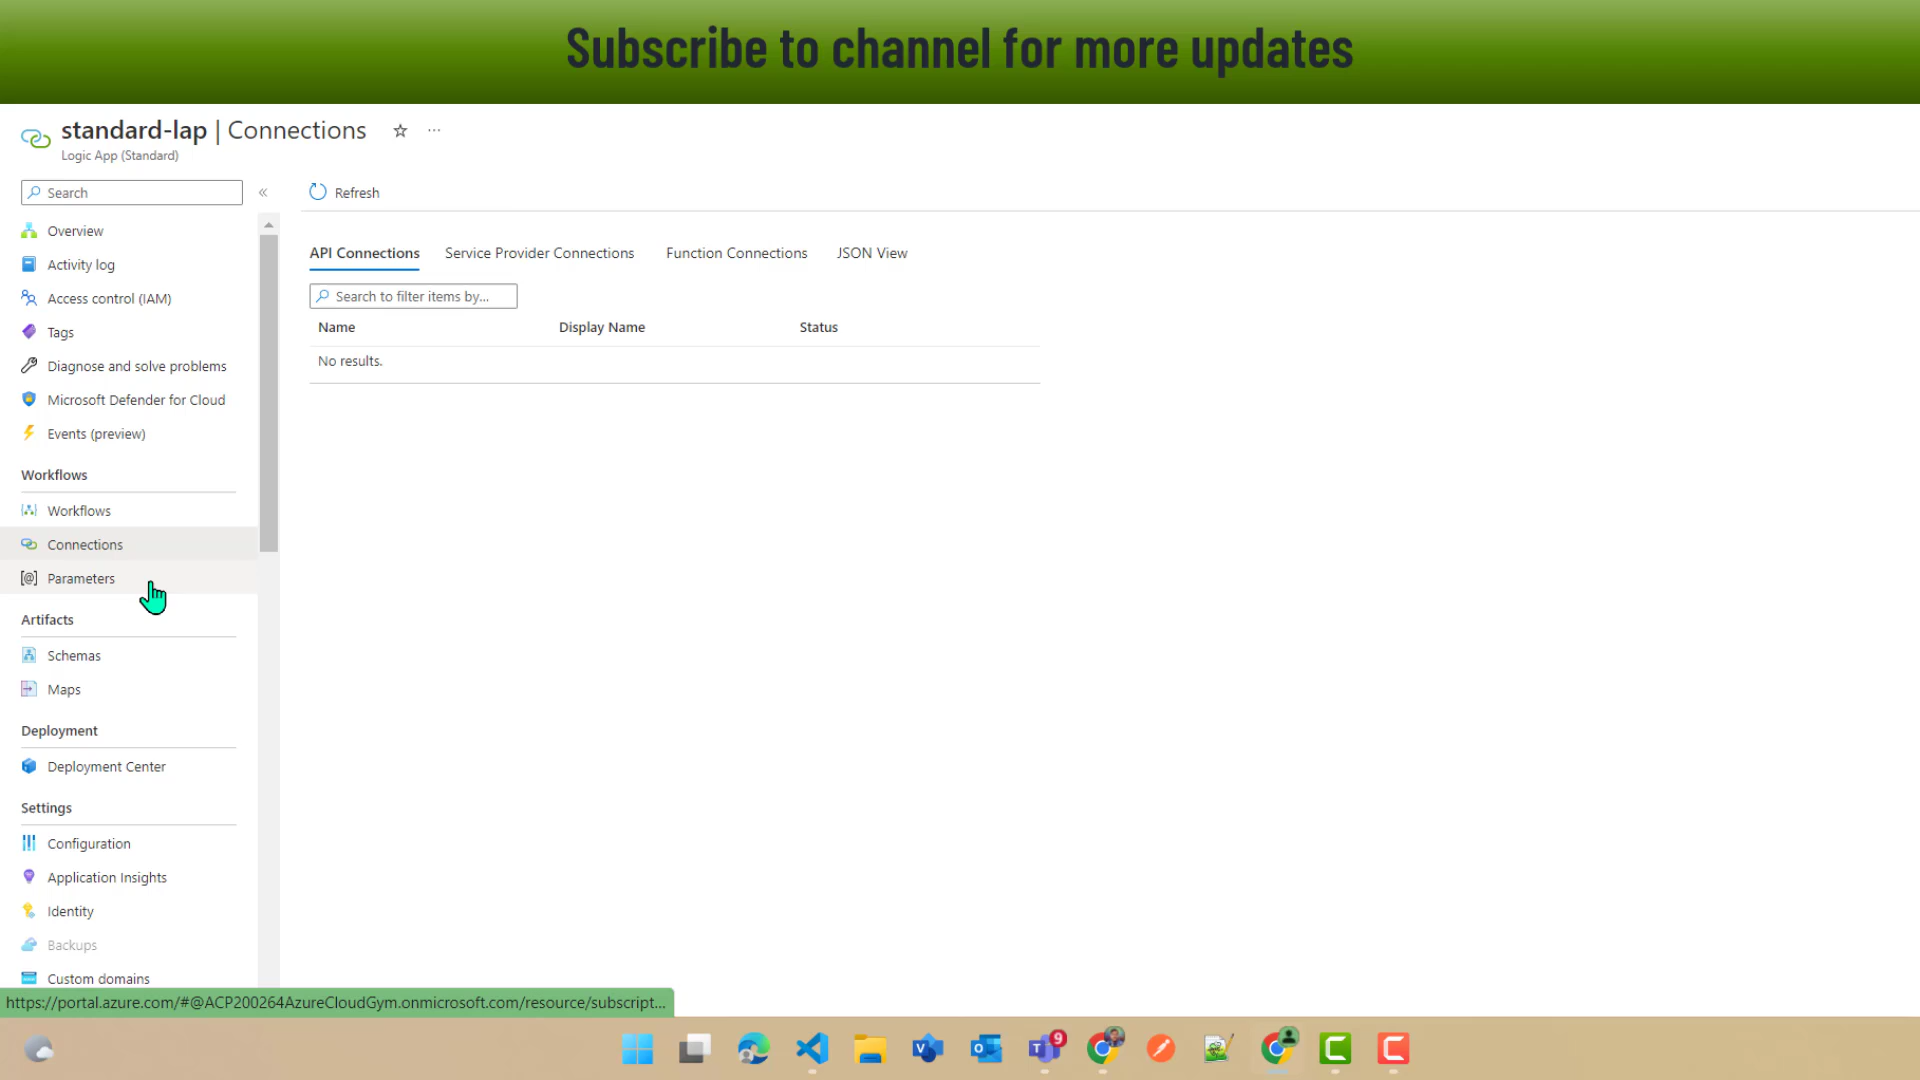 Subscribe to channel for more updates
standard-lap | Connections
Logic App (Standard)
Search
Refresh
Overview
Activity log
Access control (IAM)
Tags
Diagnose and solve problems
Microsoft Defender for Cloud
Events (preview)
Workflows
Workflows
Connections
Parameters
Artifacts
Schemas
Maps
Deployment
Deployment Center
Settings
Configuration
Application Insights
Identity
Backups
Custom domains
API Connections Service Provider Connections Function Connections JSON View
Search to filter items by...
Name Display Name Status
No results.
https://portal.azure.com/#@ACP200264AzureCloudGym.onmicrosoft.com/resource/subscript...
9